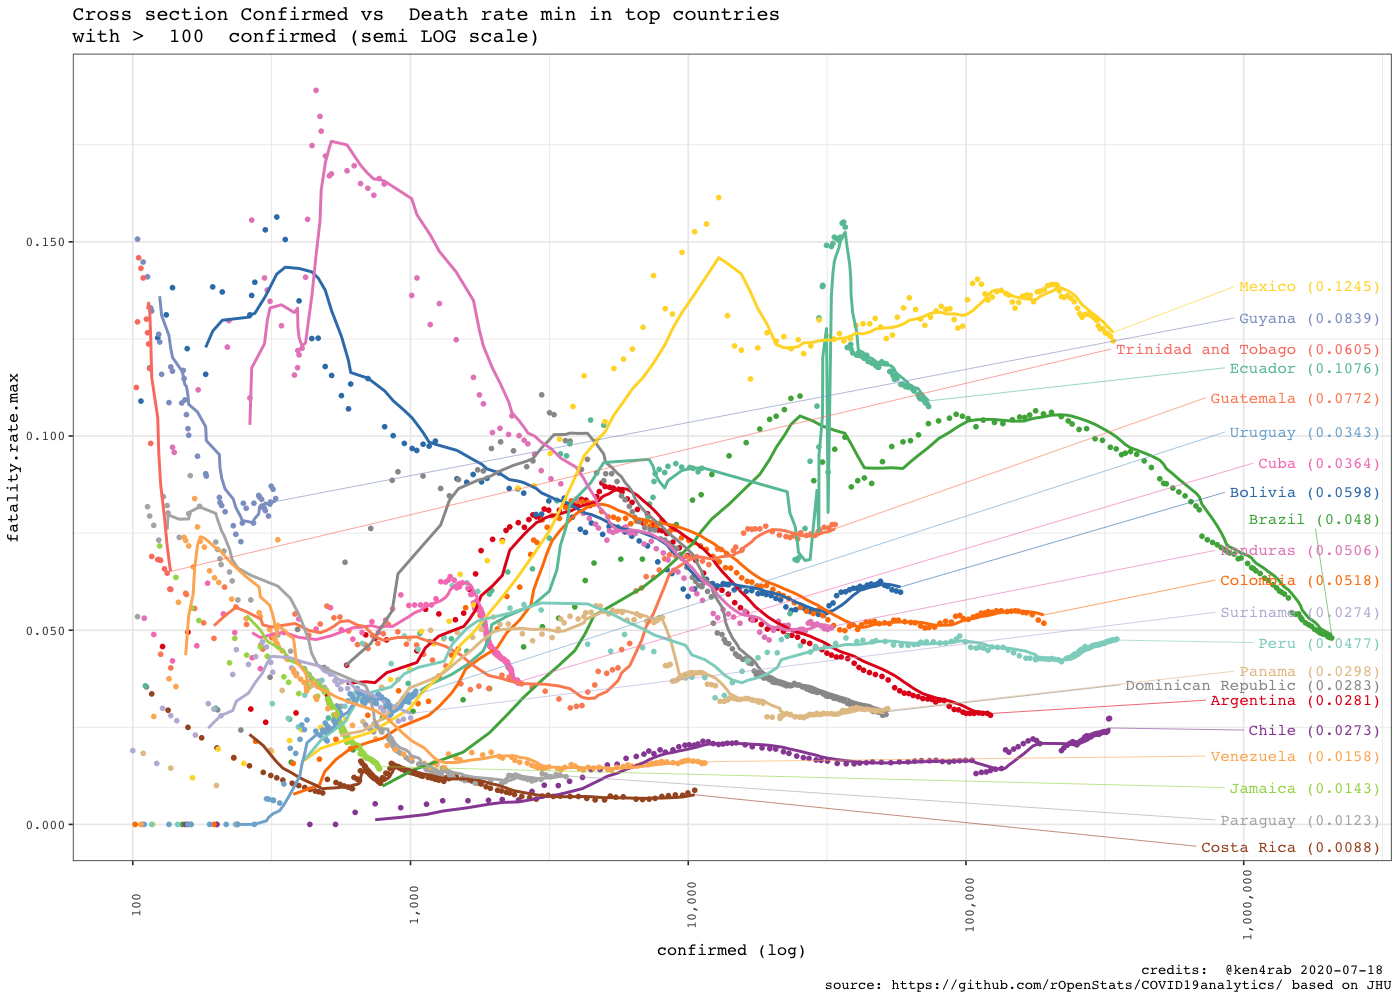 Cross section Confirmed vs  Death rate min in top countries
with >  100  confirmed (semi LOG scale)
fatality.rate.max
0.150
0.100
0.050
0.000
Mexico (0.1245)
Guyana (0.0839)
Trinidad and Tobago (0.0605)
Ecuador (0.1076)
Guatemala (0.0772)
Uruguay (0.0343)
Cuba (0.0364)
Bolivia (0.0598)
Brazil (0.048)
Honduras (0.0506)
Colombia (0.0518)
Suriname (0.0274)
Peru (0.0477)
Panama (0.0298)
Dominican Republic (0.0283)
Argentina (0.0281)
Chile (0.0273)
Venezuela (0.0158)
Jamaica (0.0143)
Paraguay (0.0123)
Costa Rica (0.0088)
100
1,000
10,000
100,000
1,000,000
confirmed (log)
credits:  @ken4rab 2020-07-18
source: https://github.com/rOpenStats/COVID19analytics/ based on JHU